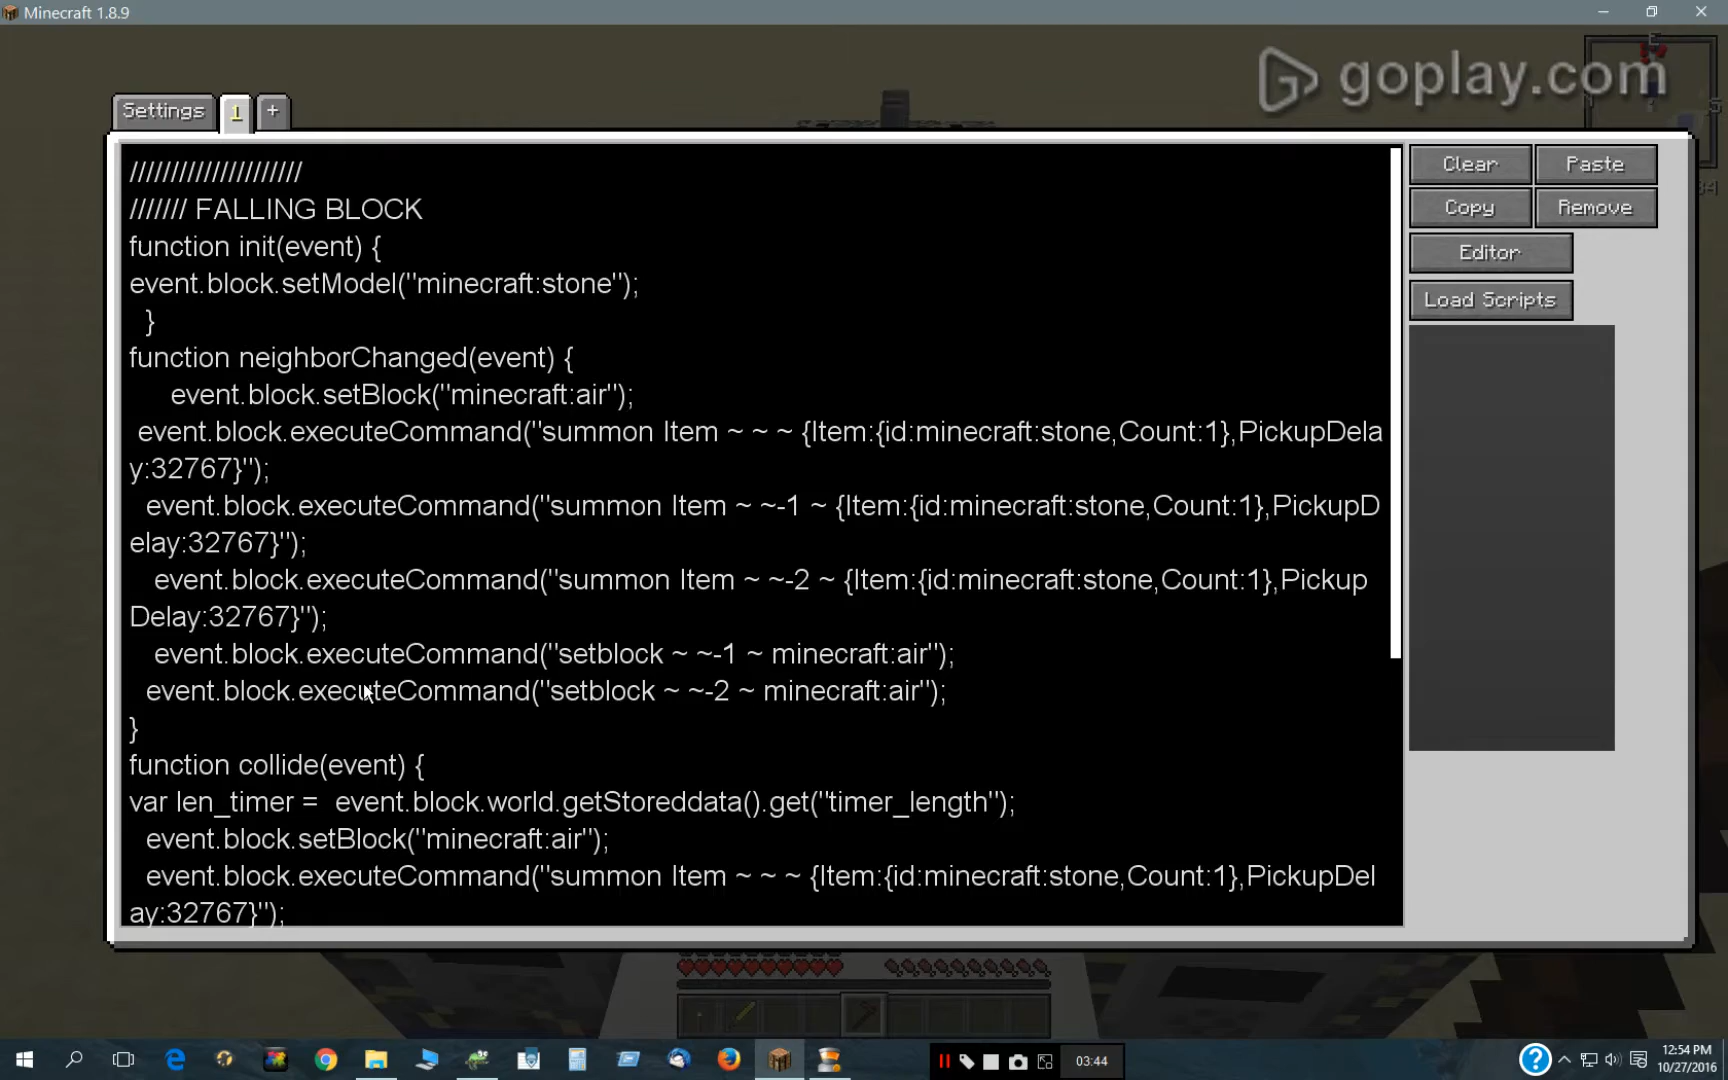 Minecraft 1.8.9
goplay.com
Settings 1 +
/////////////////////
/////// FALLING BLOCK
function init(event) {
event.block.setModel("minecraft:stone");
}
function neighborChanged(event) {
event.block.setBlock("minecraft:air");
event.block.executeCommand("summon Item ~ ~ ~ {Item:{id:minecraft:stone,Count:1},PickupDela
y:32767}");
event.block.executeCommand("summon Item ~ ~-1 ~ {Item:{id:minecraft:stone,Count:1},PickupD
elay:32767}");
event.block.executeCommand("summon Item ~ ~-2 ~ {Item:{id:minecraft:stone,Count:1},Pickup
Delay:32767}");
event.block.executeCommand("setblock ~ ~-1 ~ minecraft:air");
event.block.executeCommand("setblock ~ ~-2 ~ minecraft:air");
}
function collide(event) {
var len_timer = event.block.world.getStoreddata().get("timer_length");
event.block.setBlock("minecraft:air");
event.block.executeCommand("summon Item ~ ~ ~ {Item:{id:minecraft:stone,Count:1},PickupDel
ay:32767}");
Clear Paste
Copy Remove
Editor
Load Scripts
03:44
12:54 PM
10/27/2016